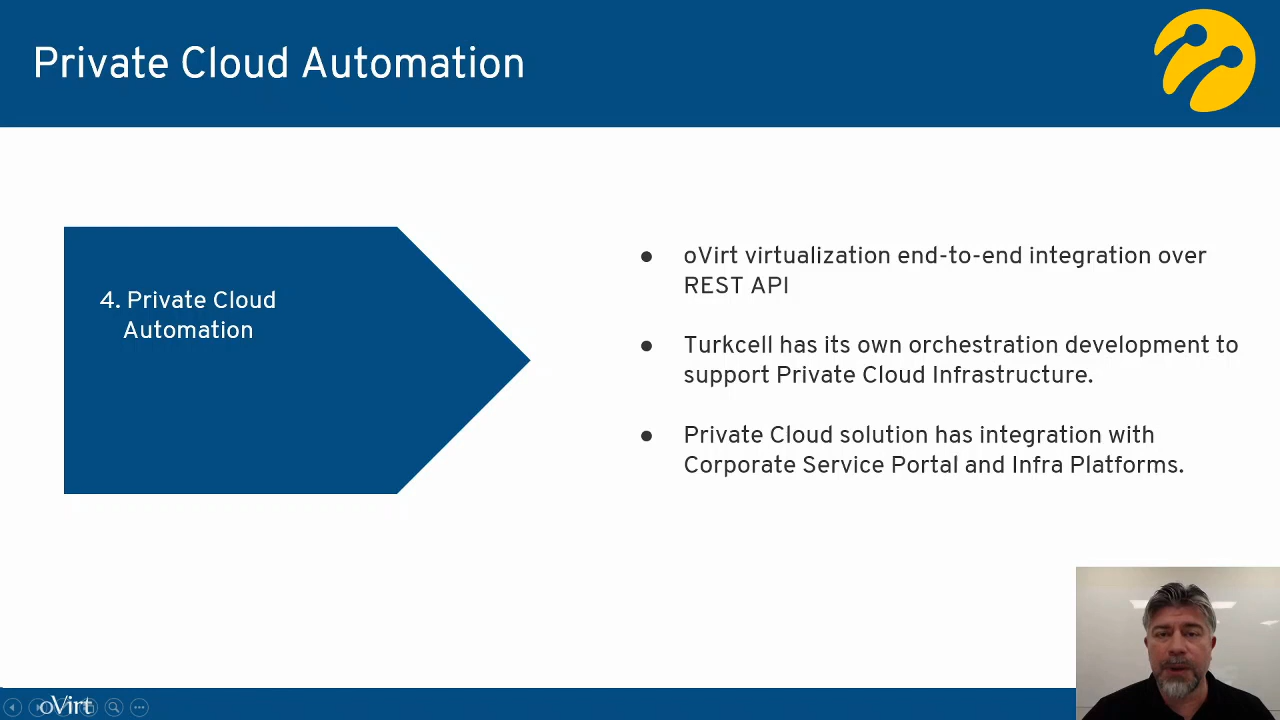 Private Cloud Automation
4. Private Cloud
Automation
● oVirt virtualization end-to-end integration over
REST API
● Turkcell has its own orchestration development to
support Private Cloud Infrastructure.
● Private Cloud solution has integration with
Corporate Service Portal and Infra Platforms.
oVirt